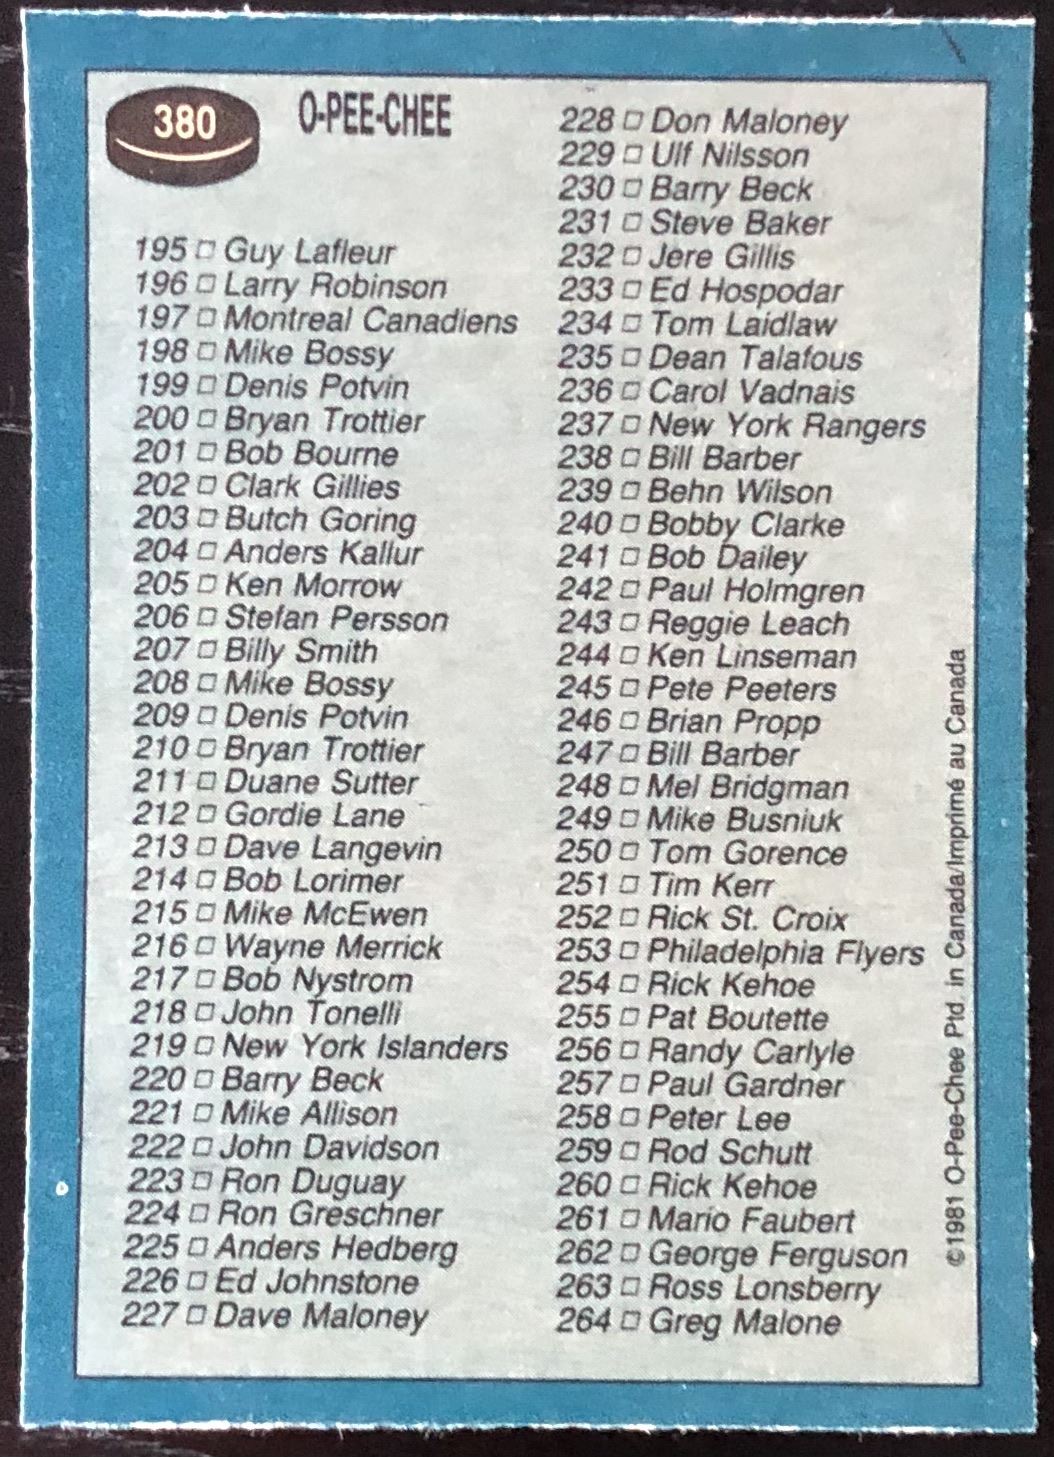 380
O-PEE-CHEE
195 Guy Lafleur
196 Larry Robinson
197 Montreal Canadiens
198 Mike Bossy
199 Denis Potvin
200 Bryan Trottier
201 Bob Bourne
202 Clark Gillies
203 Butch Goring
204 Anders Kallur
205 Ken Morrow
206 Stefan Persson
207 Billy Smith
208 Mike Bossy
209 Denis Potvin
210 Bryan Trottier
211 Duane Sutter
212 Gordie Lane
213 Dave Langevin
214 Bob Lorimer
215 Mike McEwen
216 Wayne Merrick
217 Bob Nystrom
218 John Tonelli
219 New York Islanders
220 Barry Beck
221 Mike Allison
222 John Davidson
223 Ron Duguay
224 Ron Greschner
225 Anders Hedberg
226 Ed Johnstone
227 Dave Maloney
228 Don Maloney
229 Ulf Nilsson
230 Barry Beck
231 Steve Baker
232 Jere Gillis
233 Ed Hospodar
234 Tom Laidlaw
235 Dean Talafous
236 Carol Vadnais
237 New York Rangers
238 Bill Barber
239 Behn Wilson
240 Bobby Clarke
241 Bob Dailey
242 Paul Holmgren
243 Reggie Leach
244 Ken Linseman
245 Pete Peeters
246 Brian Propp
247 Bill Barber
248 Mel Bridgman
249 Mike Busniuk
250 Tom Gorence
251 Tim Kerr
252 Rick St. Croix
253 Philadelphia Flyers
254 Rick Kehoe
255 Pat Boutette
256 Randy Carlyle
257 Paul Gardner
258 Peter Lee
259 Rod Schutt
260 Rick Kehoe
261 Mario Faubert
262 George Ferguson
263 Ross Lonsberry
264 Greg Malone
©1981 O-Pee-Chee Ptd. in Canada/Imprimé au Canada